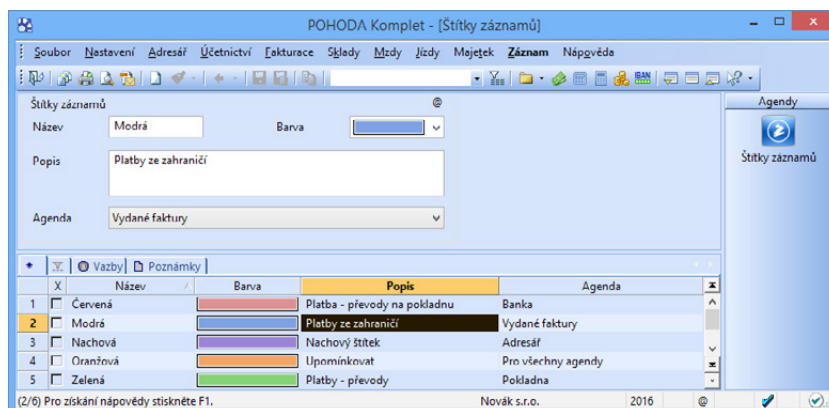 POHODA Komplet - [Štítky záznamů]
Soubor Nastavení Adresář Účetnictví Fakturace Sklady Mzdy Jízdy Majetek Záznam Nápověda
IBAN
Štítky záznamů @
Agendy
Název Modrá Barva
Štítky záznamů
Popis Platby ze zahraničí
Agenda Vydané faktury
Vazby Poznámky
X Název Barva Popis Agenda
1 Červená Platba - převody na pokladnu Banka
2 Modrá Platby ze zahraničí Vydané faktury
3 Nachová Nachový štítek Adresář
4 Oranžová Upomínkovat Pro všechny agendy
5 Zelená Platby - převody Pokladna
(2/6) Pro získání nápovědy stiskněte F1. Novák s.r.o. 2016 @